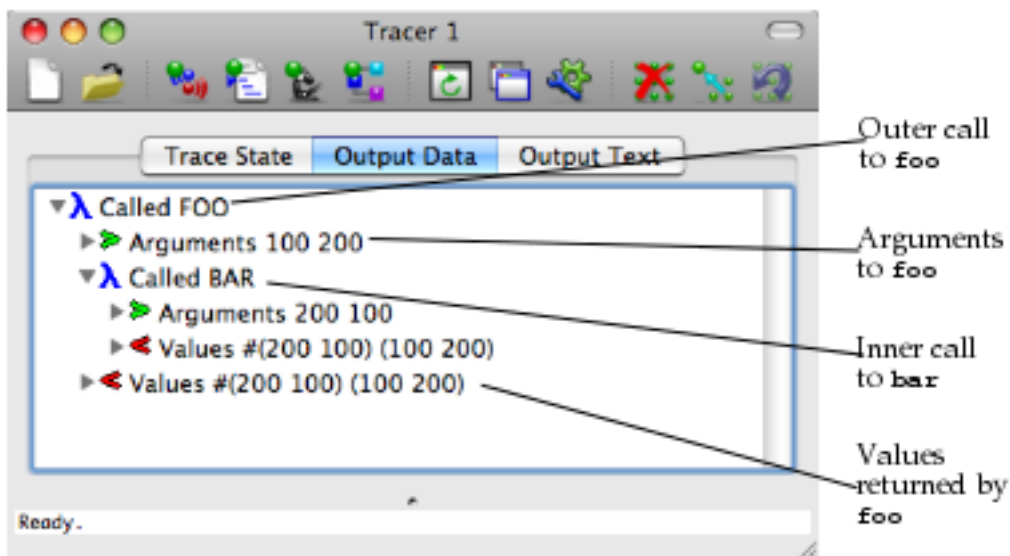 Tracer 1
Trace State Output Data Output Text
Called FOO
Arguments 100 200
Called BAR
Arguments 200 100
Values #(200 100) (100 200)
Values #(200 100) (100 200)
Ready.
Outer call
to foo
Arguments
to foo
Inner call
to bar
Values
returned by
foo